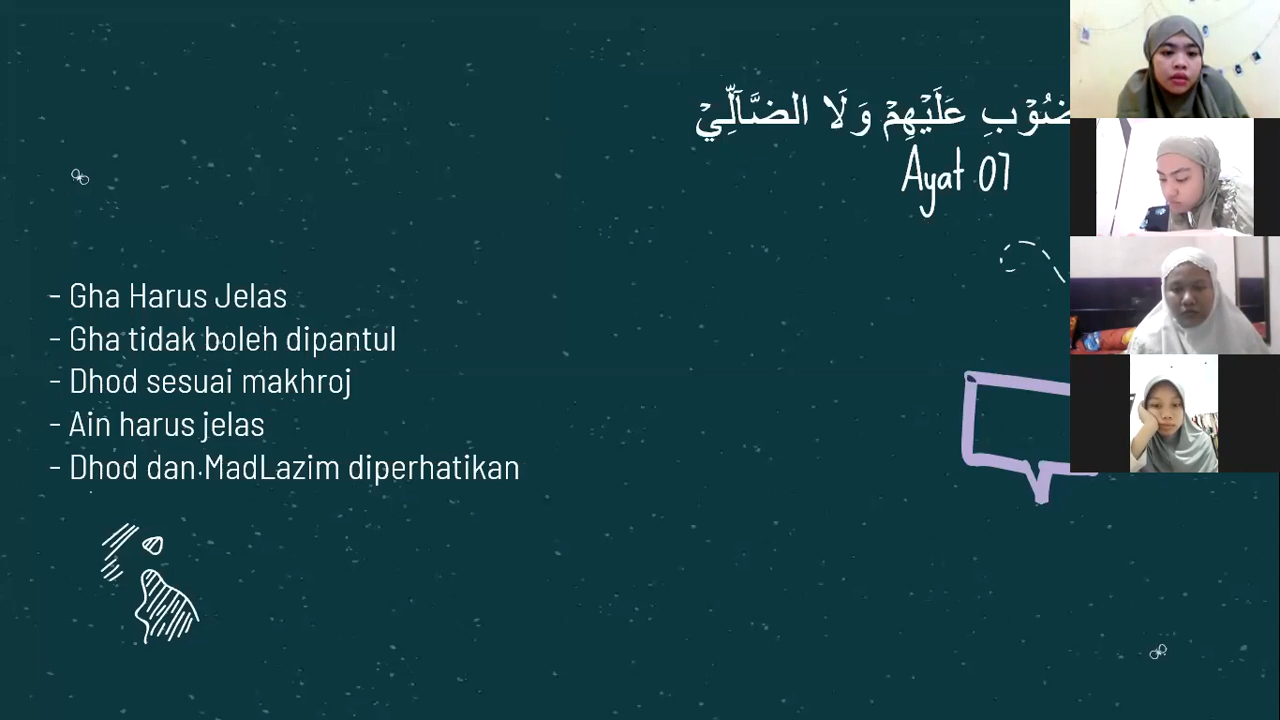 عَلَيْهِمْ وَلَا الضَّآلِّيْ
Ayat 07
- Gha Harus Jelas
- Gha tidak boleh dipantul
- Dhod sesuai makhroj
- Ain harus jelas
- Dhod dan MadLazim diperhatikan